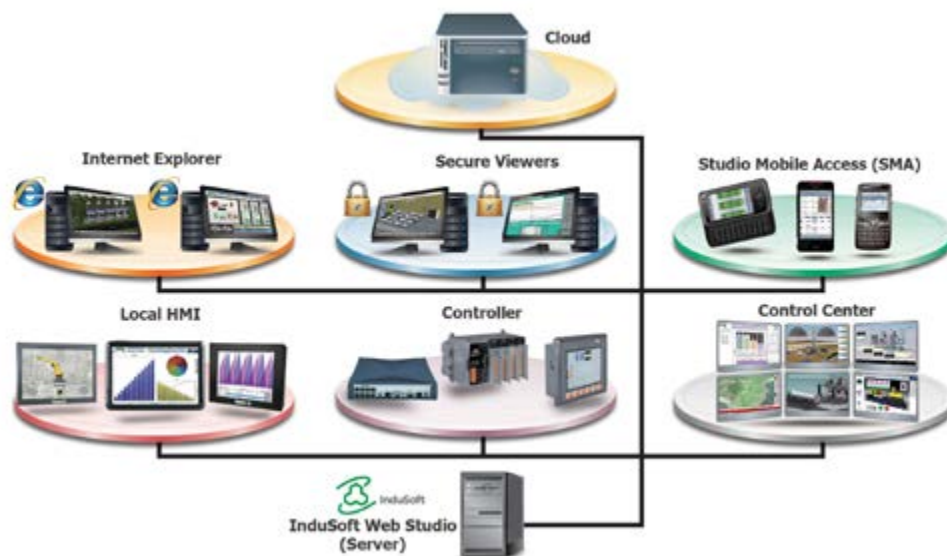 Cloud
Internet Explorer
Secure Viewers
Studio Mobile Access (SMA)
Local HMI
Controller
Control Center
InduSoft
InduSoft Web Studio
(Server)